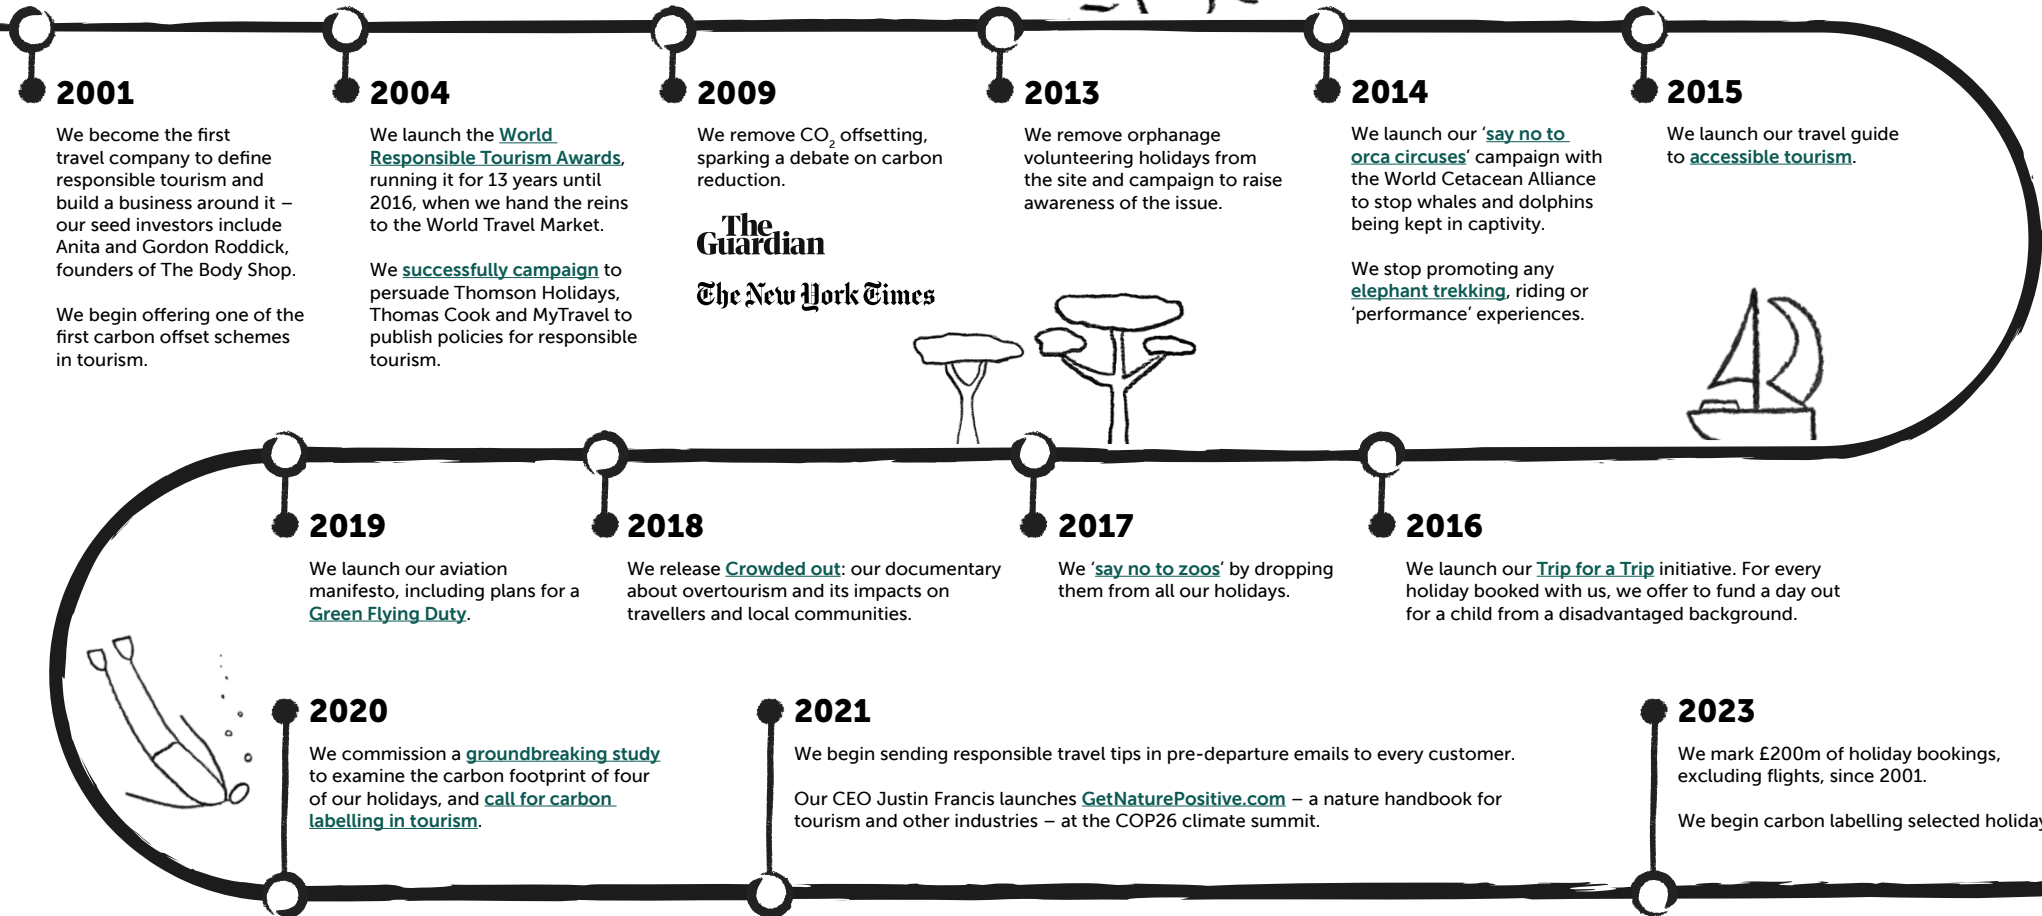 2001
We become the first
travel company to define
responsible tourism and
build a business around it –
our seed investors include
Anita and Gordon Roddick,
founders of The Body Shop.
We begin offering one of the
first carbon offset schemes
in tourism.
2004
We launch the World
Responsible Tourism Awards,
running it for 13 years until
2016, when we hand the reins
to the World Travel Market.
We successfully campaign to
persuade Thomson Holidays,
Thomas Cook and MyTravel to
publish policies for responsible
tourism.
2009
We remove CO₂ offsetting,
sparking a debate on carbon
reduction.
The
Guardian
The New York Times
2013
We remove orphanage
volunteering holidays from
the site and campaign to raise
awareness of the issue.
2014
We launch our ‘say no to
orca circuses’ campaign with
the World Cetacean Alliance
to stop whales and dolphins
being kept in captivity.
We stop promoting any
elephant trekking, riding or
‘performance’ experiences.
2015
We launch our travel guide
to accessible tourism.
2019
We launch our aviation
manifesto, including plans for a
Green Flying Duty.
2018
We release Crowded out: our documentary
about overtourism and its impacts on
travellers and local communities.
2017
We ‘say no to zoos’ by dropping
them from all our holidays.
2016
We launch our Trip for a Trip initiative. For every
holiday booked with us, we offer to fund a day out
for a child from a disadvantaged background.
2020
We commission a groundbreaking study
to examine the carbon footprint of four
of our holidays, and call for carbon
labelling in tourism.
2021
We begin sending responsible travel tips in pre-departure emails to every customer.
Our CEO Justin Francis launches GetNaturePositive.com – a nature handbook for
tourism and other industries – at the COP26 climate summit.
2023
We mark £200m of holiday bookings,
excluding flights, since 2001.
We begin carbon labelling selected holiday